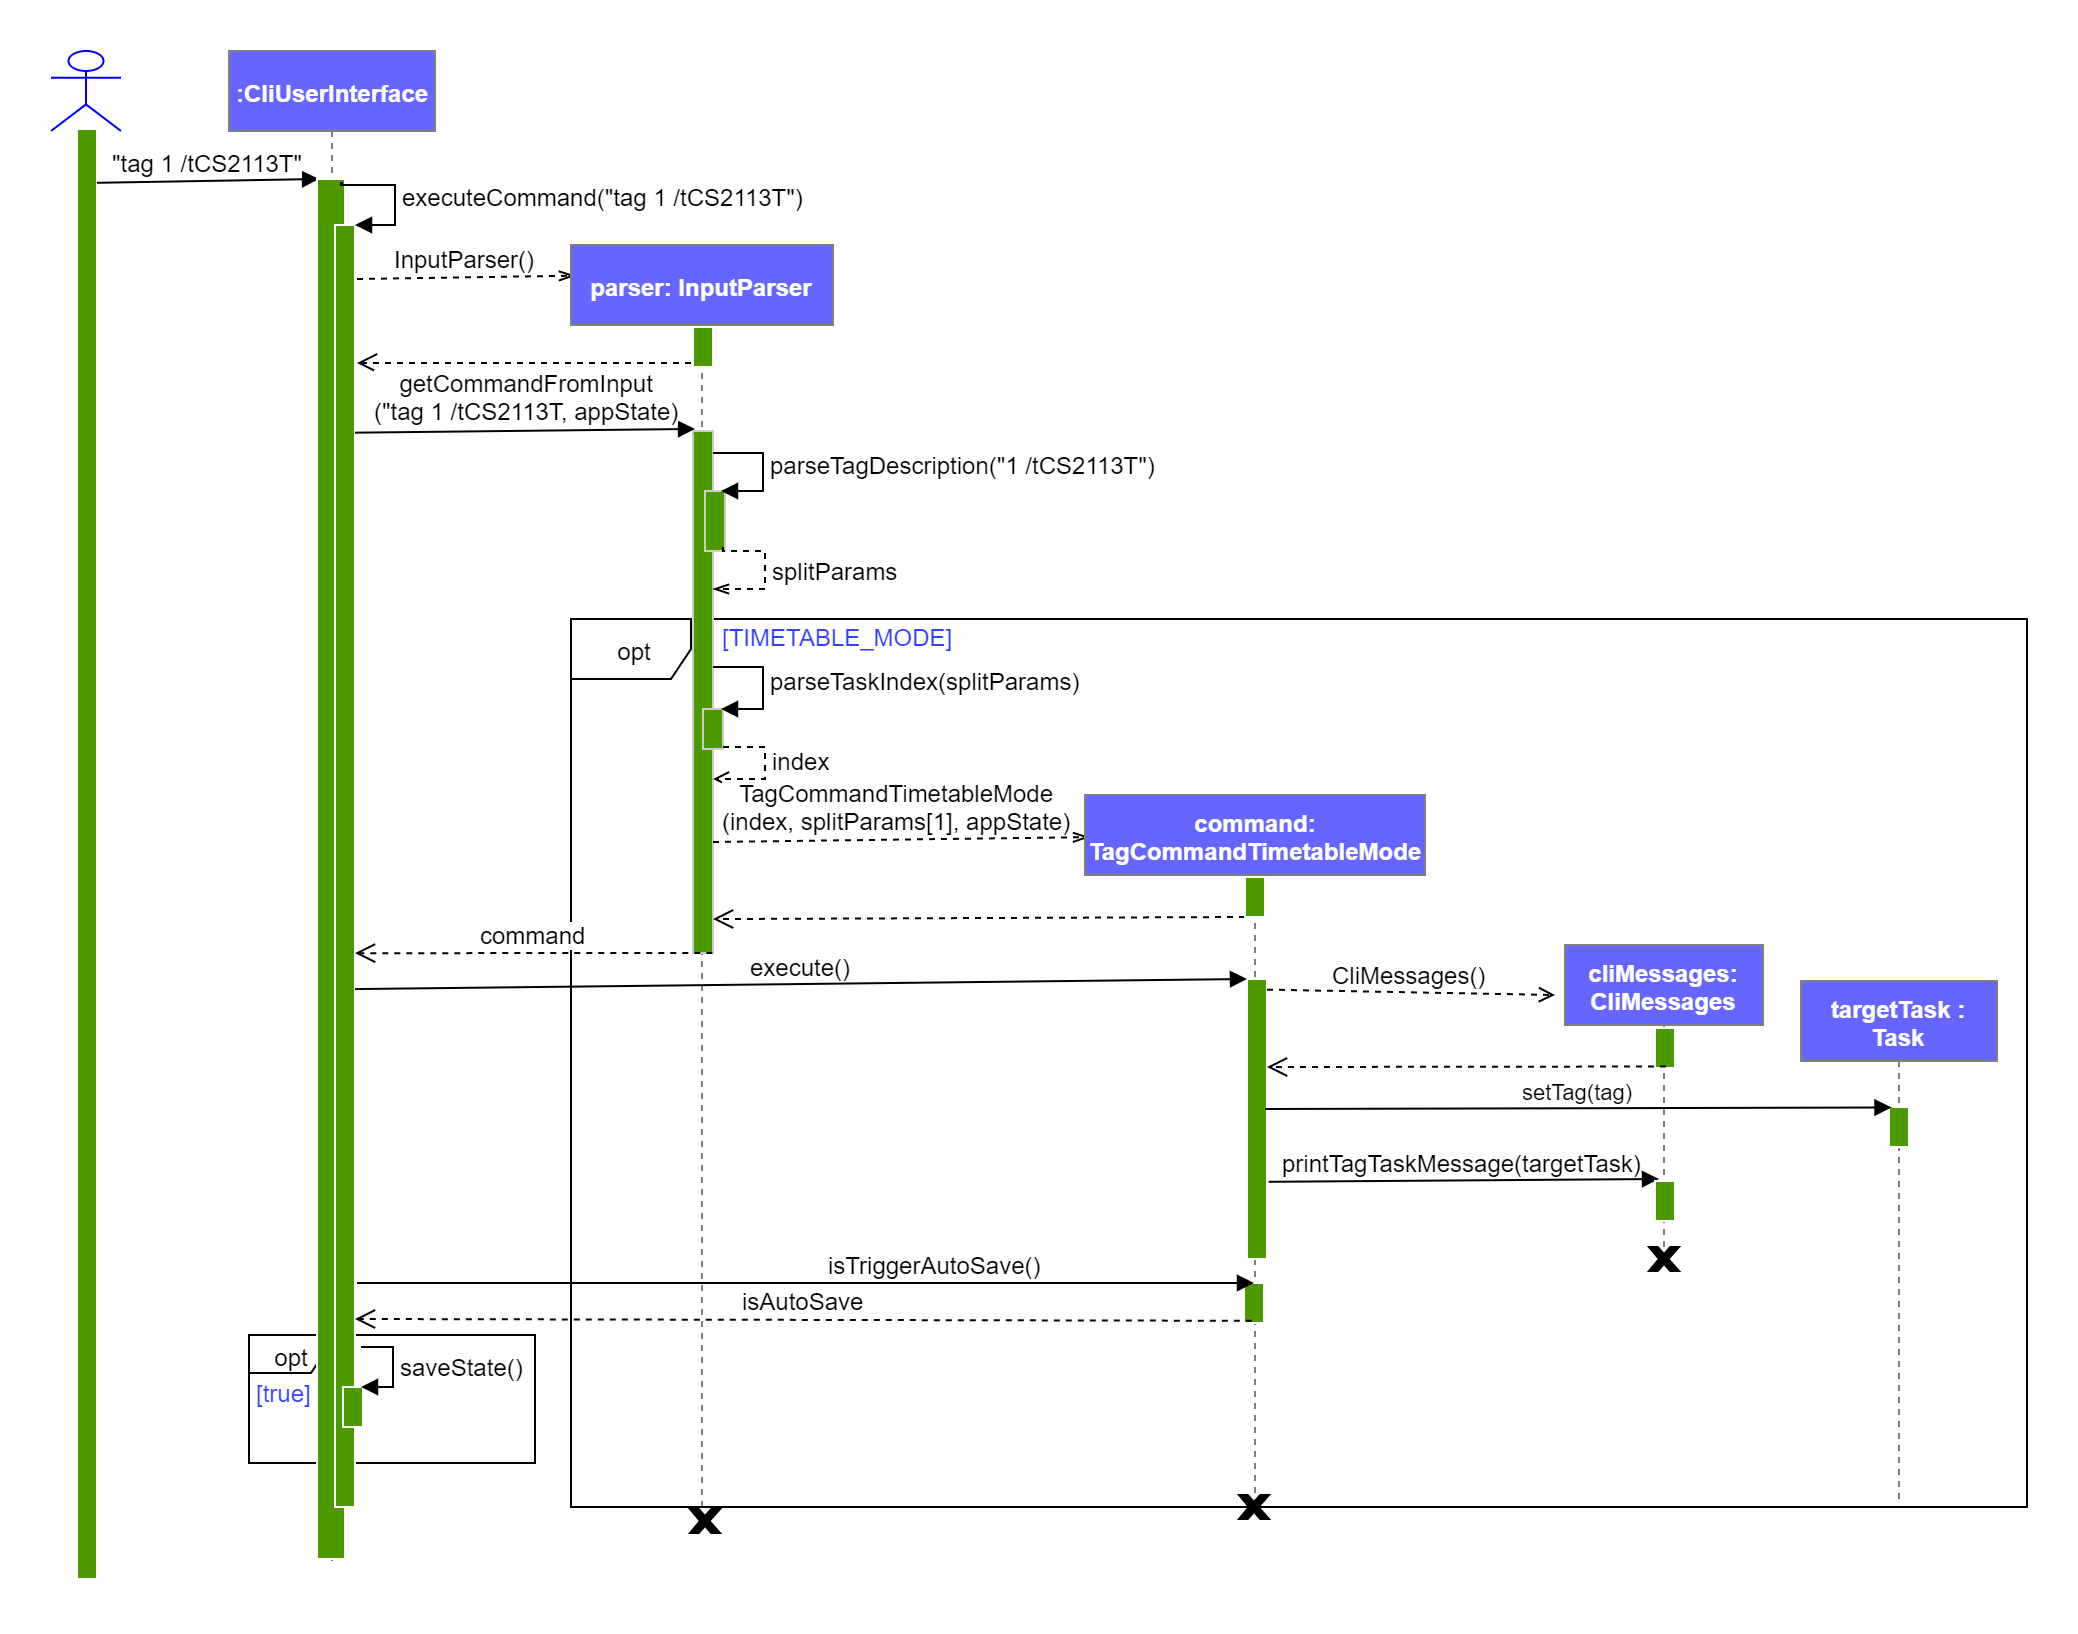 :CliUserInterface
"tag 1 /tCS2113T"
executeCommand("tag 1 /tCS2113T")
InputParser()
parser: InputParser
getCommandFromInput
("tag 1 /tCS2113T, appState)
parseTagDescription("1 /tCS2113T")
splitParams
opt
[TIMETABLE_MODE]
parseTaskIndex(splitParams)
index
TagCommandTimetableMode
(index, splitParams[1], appState)
command:
TagCommandTimetableMode
command
execute()
CliMessages()
cliMessages:
CliMessages
targetTask :
Task
setTag(tag)
printTagTaskMessage(targetTask)
isTriggerAutoSave()
isAutoSave
opt
[true]
saveState()